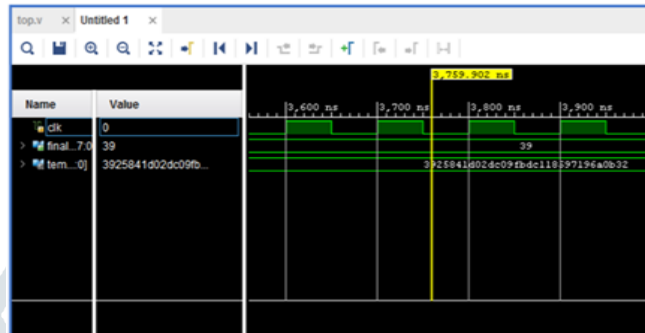 top.v × Untitled 1 ×
3,759.902 ns
Name Value
3,600 ns 3,700 ns 3,800 ns 3,900 ns
clk 0
final...7:0 39 39
tem...:0] 3925841d02dc09fb... 3925841d02dc09fbdc118597196a0b32